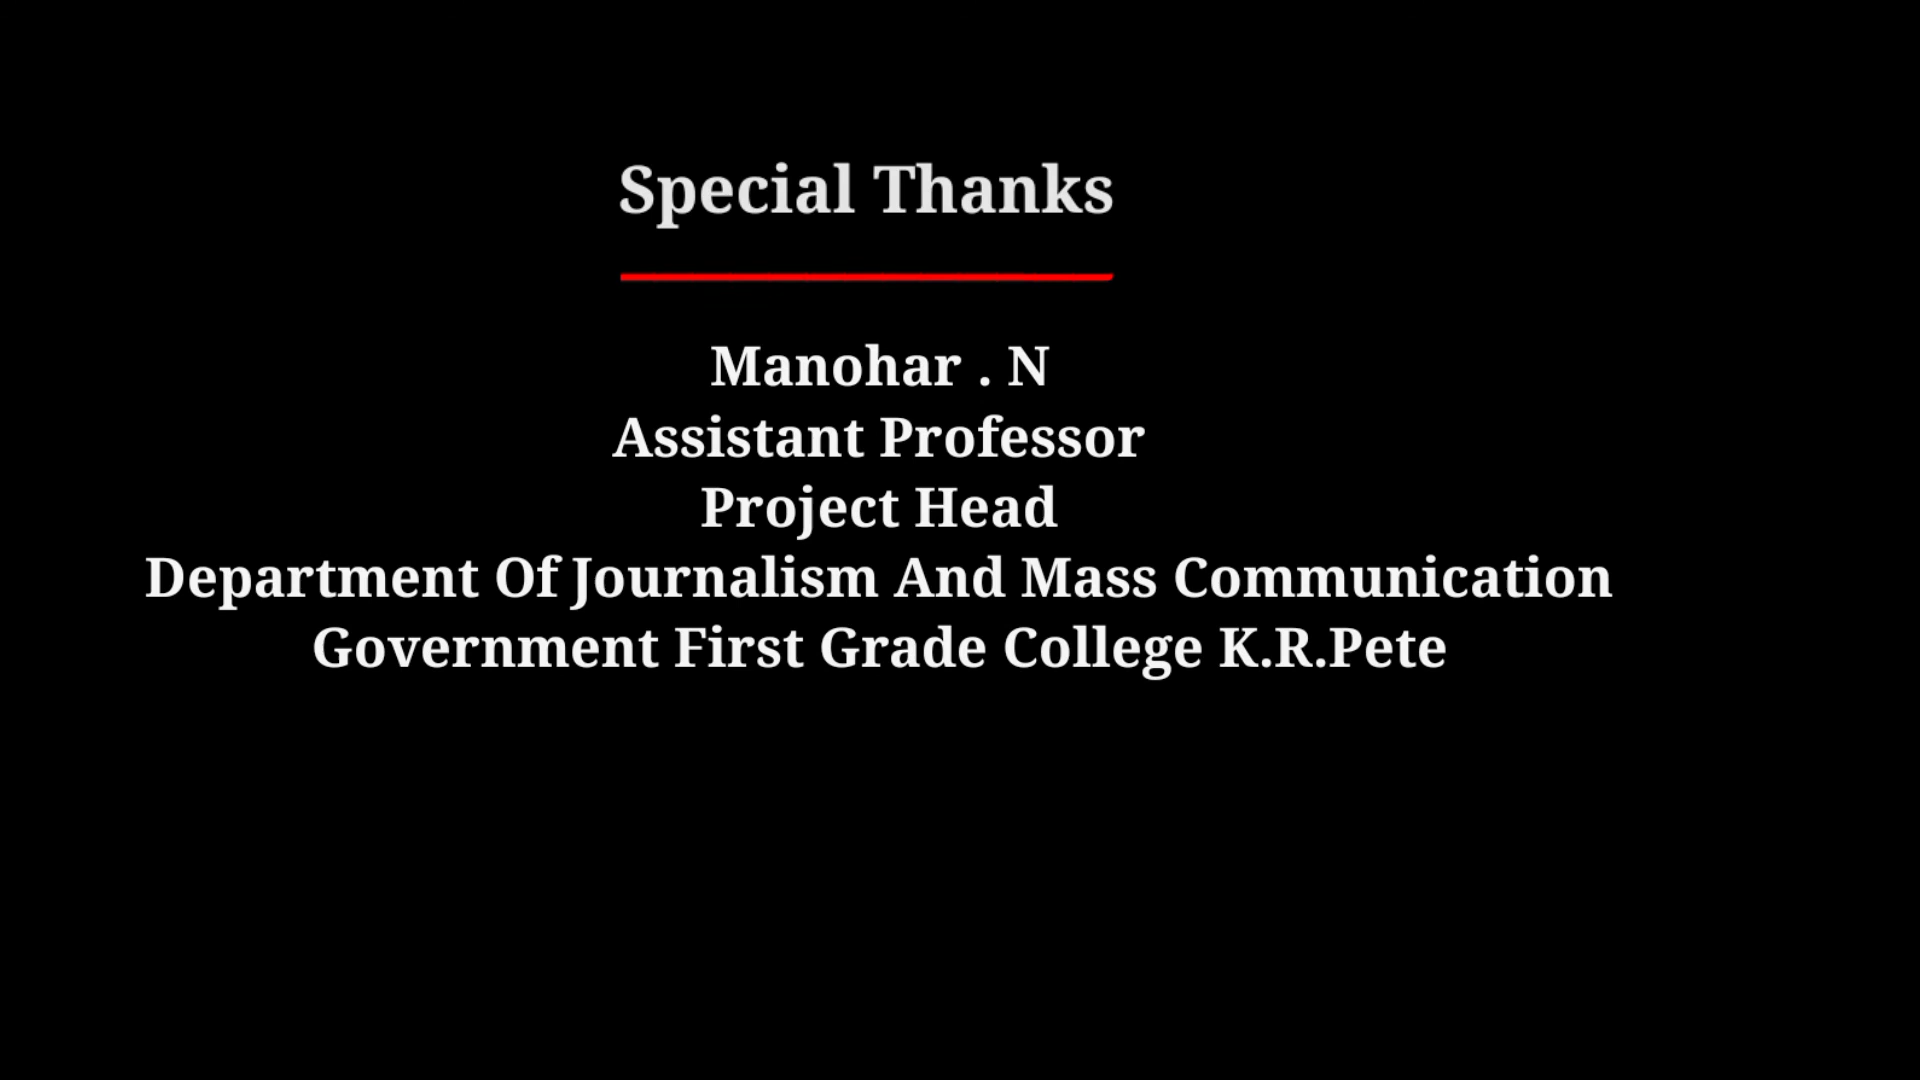 Special Thanks
Manohar . N
Assistant Professor
Project Head
Department Of Journalism And Mass Communication
Government First Grade College K.R.Pete